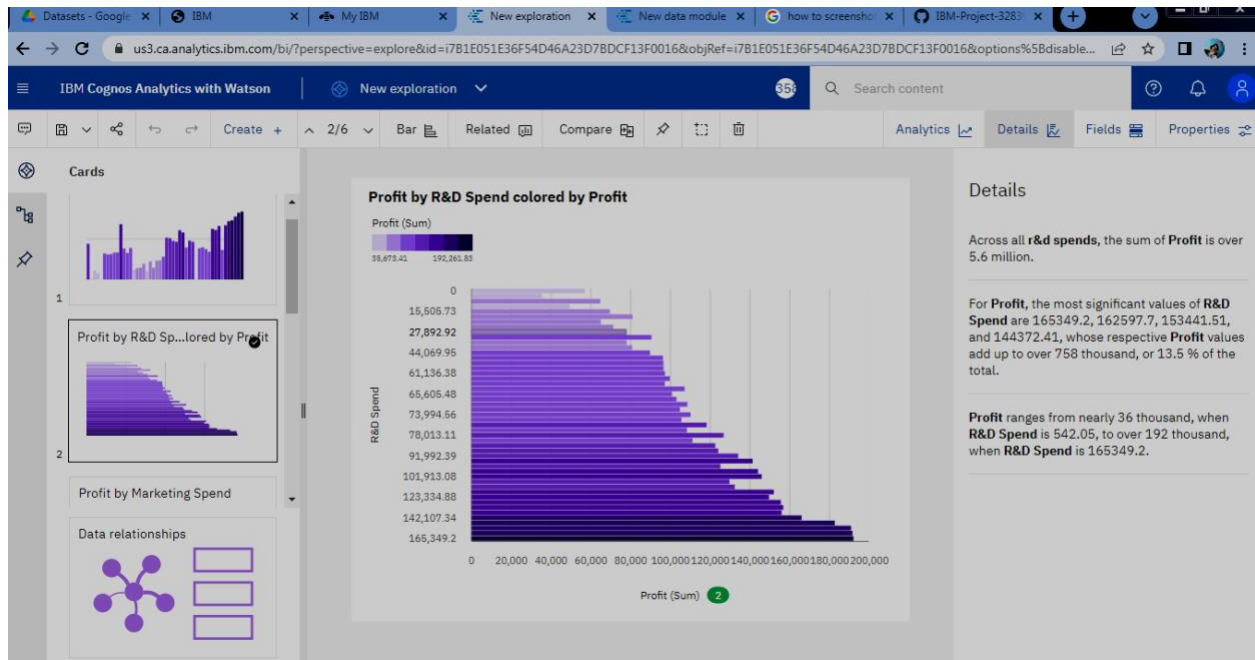 Datasets - Google
IBM
My IBM
New exploration
New data module
how to screensho
IBM-Project-3283
us3.ca.analytics.ibm.com/bi/?perspective=explore&id=i7B1E051E36F54D46A23D7BDCF13F0016&objRef=i7B1E051E36F54D46A23D7BDCF13F0016&options%5Bdisable...
IBM Cognos Analytics with Watson
New exploration
358
Search content
Create +
2/6
Bar
Related
Compare
Analytics
Details
Fields
Properties
Cards
1
Profit by R&D Sp...lored by Profit
2
Profit by Marketing Spend
Data relationships
Profit by R&D Spend colored by Profit
Profit (Sum)
35,673.41 192,261.83
R&D Spend
0
15,505.73
27,892.92
44,069.95
61,136.38
65,605.48
73,994.56
78,013.11
91,992.39
101,913.08
123,334.88
142,107.34
165,349.2
0 20,000 40,000 60,000 80,000 100,000 120,000 140,000 160,000 180,000 200,000
Profit (Sum) 2
Details
Across all r&d spends, the sum of Profit is over
5.6 million.
For Profit, the most significant values of R&D
Spend are 165349.2, 162597.7, 153441.51,
and 144372.41, whose respective Profit values
add up to over 758 thousand, or 13.5 % of the
total.
Profit ranges from nearly 36 thousand, when
R&D Spend is 542.05, to over 192 thousand,
when R&D Spend is 165349.2.